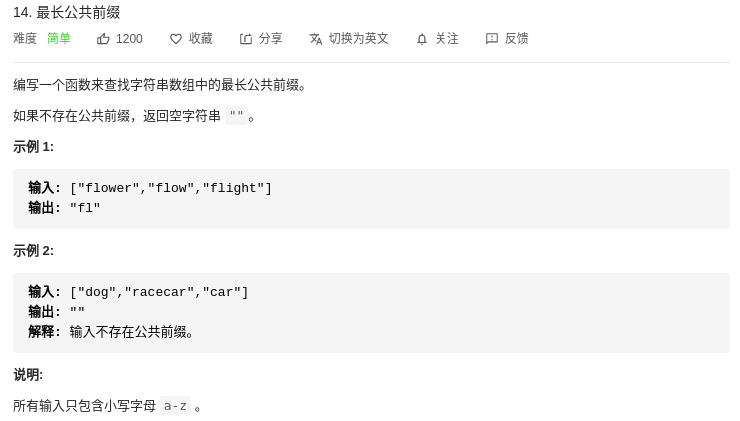 14. 最长公共前缀
难度 简单 1200 收藏 分享 切换为英文 关注 反馈
编写一个函数来查找字符串数组中的最长公共前缀。
如果不存在公共前缀，返回空字符串 ""。
示例 1:
输入: ["flower","flow","flight"]
输出: "fl"
示例 2:
输入: ["dog","racecar","car"]
输出: ""
解释: 输入不存在公共前缀。
说明:
所有输入只包含小写字母 a-z 。